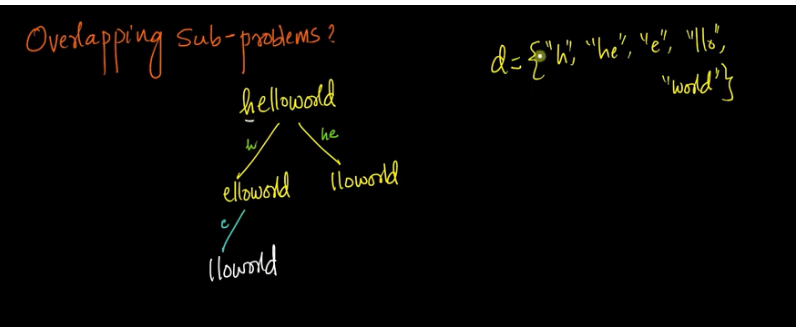 Overlapping Sub-problems?
d = {"h", "he", "e", "llo",
"world"}
helloworld
h he
elloworld lloworld
e
lloworld